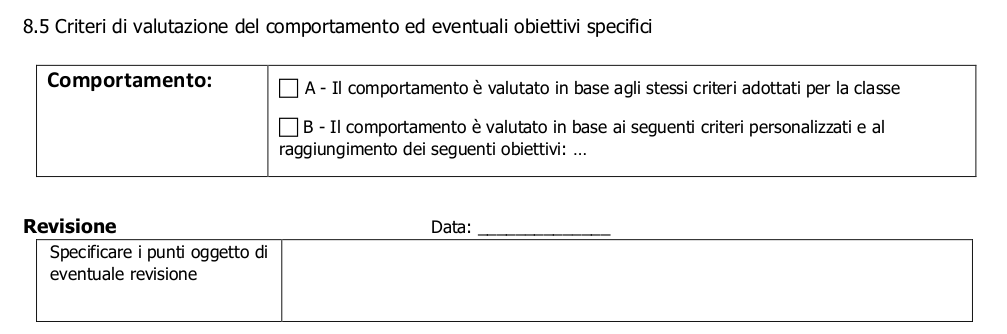 8.5 Criteri di valutazione del comportamento ed eventuali obiettivi specifici
Comportamento:
A - Il comportamento è valutato in base agli stessi criteri adottati per la classe
B - Il comportamento è valutato in base ai seguenti criteri personalizzati e al
raggiungimento dei seguenti obiettivi: ...
Revisione Data: ______________
Specificare i punti oggetto di
eventuale revisione